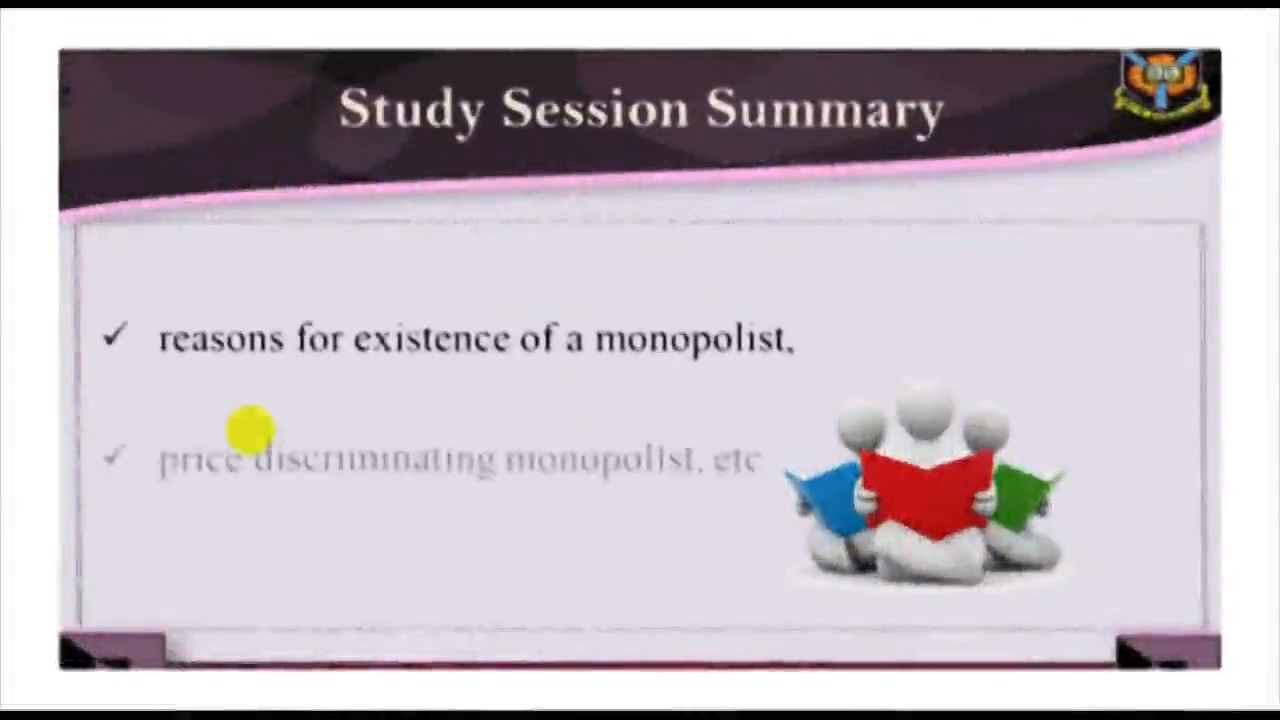 Study Session Summary
✓ reasons for existence of a monopolist,
✓ price discriminating monopolist, etc